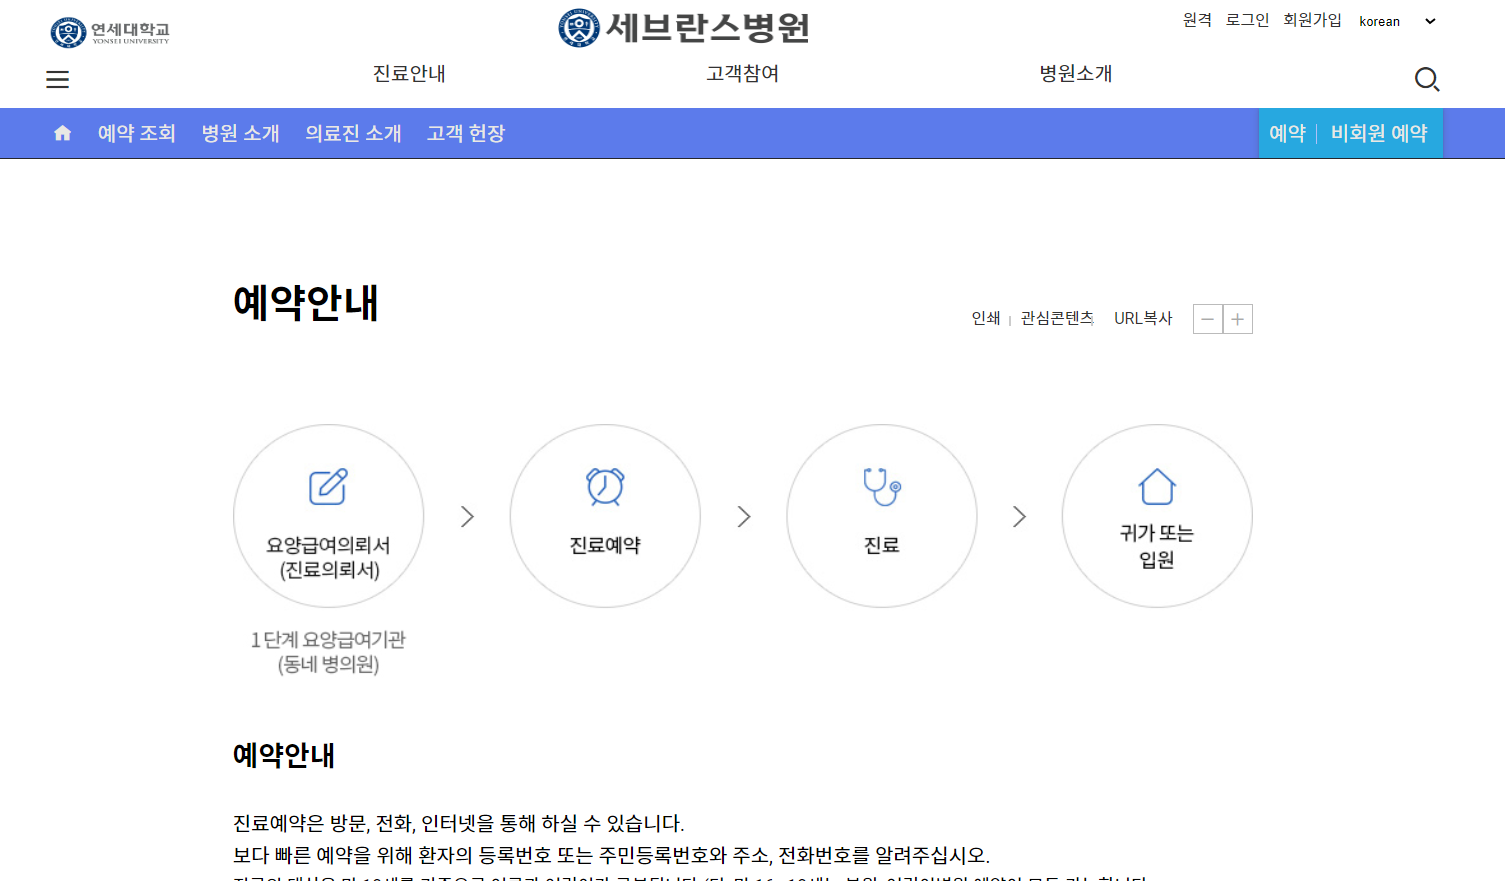 연세대학교
YONSEI UNIVERSITY
세브란스병원
원격 로그인 회원가입 korean
진료안내 고객참여 병원소개
예약 조회 병원 소개 의료진 소개 고객 헌장 예약 비회원 예약
예약안내
인쇄 관심콘텐츠 URL복사
요양급여의뢰서
(진료의뢰서)
진료예약
진료
귀가 또는
입원
1단계 요양급여기관
(동네 병의원)
예약안내
진료예약은 방문, 전화, 인터넷을 통해 하실 수 있습니다.
보다 빠른 예약을 위해 환자의 등록번호 또는 주민등록번호와 주소, 전화번호를 알려주십시오.